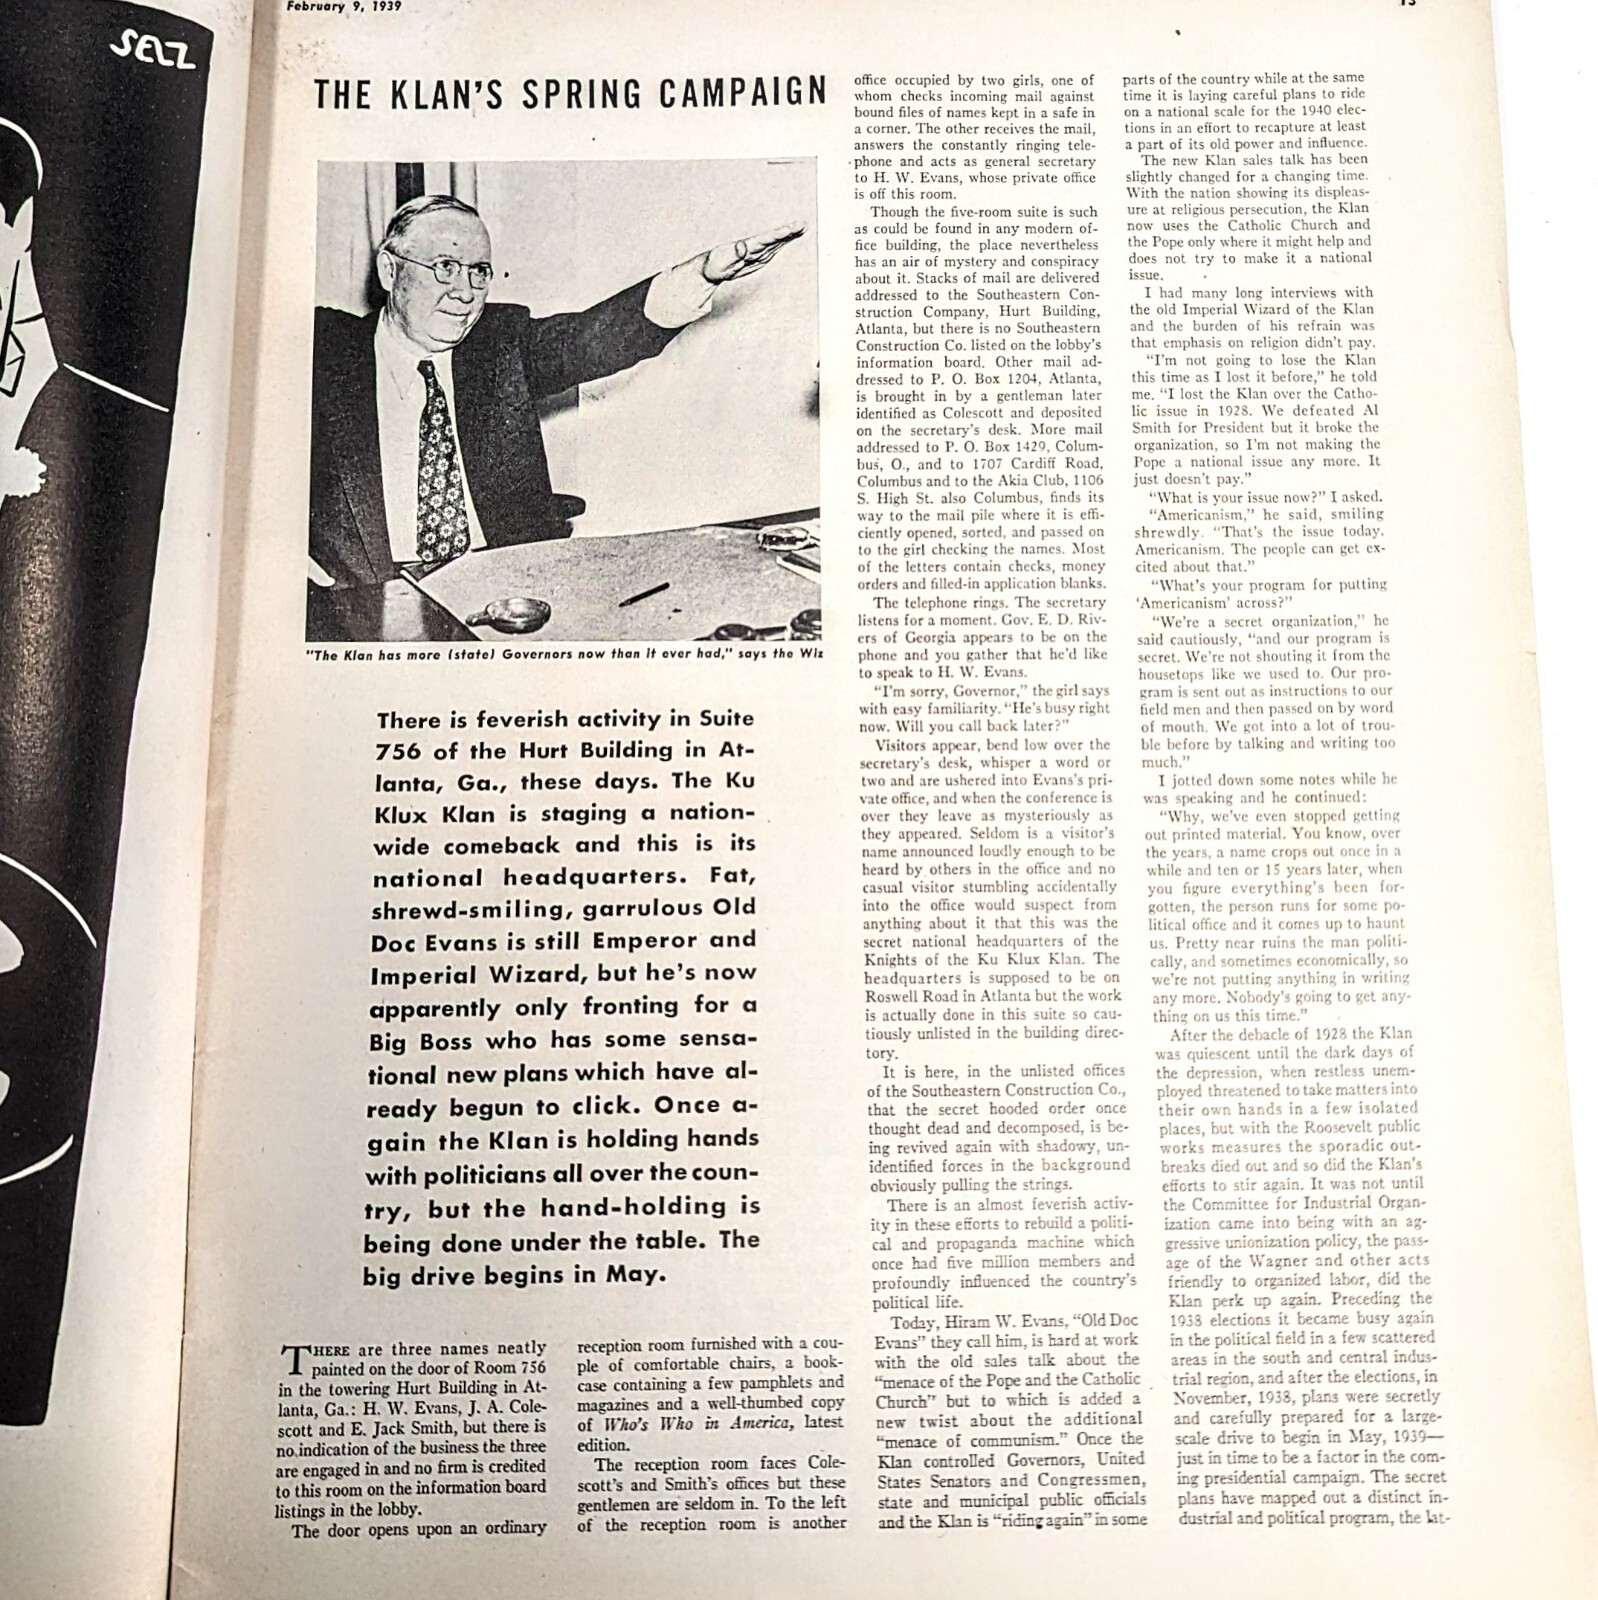 SELZ
February 9, 1939
13
THE KLAN'S SPRING CAMPAIGN
"The Klan has more (state) Governors now than it ever had," says the Wiz
There is feverish activity in Suite
756 of the Hurt Building in At-
lanta, Ga., these days. The Ku
Klux Klan is staging a nation-
wide comeback and this is its
national headquarters. Fat,
shrewd-smiling, garrulous Old
Doc Evans is still Emperor and
Imperial Wizard, but he's now
apparently only fronting for a
Big Boss who has some sensa-
tional new plans which have al-
ready begun to click. Once a-
gain the Klan is holding hands
with politicians all over the coun-
try, but the hand-holding is
being done under the table. The
big drive begins in May.
THERE are three names neatly
painted on the door of Room 756
in the towering Hurt Building in At-
lanta, Ga.: H. W. Evans, J. A. Cole-
scott and E. Jack Smith, but there is
no indication of the business the three
are engaged in and no firm is credited
to this room on the information board
listings in the lobby.
The door opens upon an ordinary
reception room furnished with a cou-
ple of comfortable chairs, a book-
case containing a few pamphlets and
magazines and a well-thumbed copy
of Who's Who in America, latest
edition.
The reception room faces Cole-
scott's and Smith's offices but these
gentlemen are seldom in. To the left
of the reception room is another
office occupied by two girls, one of
whom checks incoming mail against
bound files of names kept in a safe in
a corner. The other receives the mail,
answers the constantly ringing tele-
phone and acts as general secretary
to H. W. Evans, whose private office
is off this room.
Though the five-room suite is such
as could be found in any modern of-
fice building, the place nevertheless
has an air of mystery and conspiracy
about it. Stacks of mail are delivered
addressed to the Southeastern Con-
struction Company, Hurt Building,
Atlanta, but there is no Southeastern
Construction Co. listed on the lobby's
information board. Other mail ad-
dressed to P. O. Box 1204, Atlanta,
is brought in by a gentleman later
identified as Colescott and deposited
on the secretary's desk. More mail
addressed to P. O. Box 1429, Colum-
bus, O., and to 1707 Cardiff Road,
Columbus and to the Akia Club, 1106
S. High St. also Columbus, finds its
way to the mail pile where it is effi-
ciently opened, sorted, and passed on
to the girl checking the names. Most
of the letters contain checks, money
orders and filled-in application blanks.
The telephone rings. The secretary
listens for a moment. Gov. E. D. Riv-
ers of Georgia appears to be on the
phone and you gather that he'd like
to speak to H. W. Evans.
"I'm sorry, Governor," the girl says
with easy familiarity. "He's busy right
now. Will you call back later?"
Visitors appear, bend low over the
secretary's desk, whisper a word or
two and are ushered into Evans's pri-
vate office, and when the conference is
over they leave as mysteriously as
they appeared. Seldom is a visitor's
name announced loudly enough to be
heard by others in the office and no
casual visitor stumbling accidentally
into the office would suspect from
anything about it that this was the
secret national headquarters of the
Knights of the Ku Klux Klan. The
headquarters is supposed to be on
Roswell Road in Atlanta but the work
is actually done in this suite so cau-
tiously unlisted in the building direc-
tory.
It is here, in the unlisted offices
of the Southeastern Construction Co.,
that the secret hooded order once
thought dead and decomposed, is be-
ing revived again with shadowy, un-
identified forces in the background
obviously pulling the strings.
There is an almost feverish activ-
ity in these efforts to rebuild a politi-
cal and propaganda machine which
once had five million members and
profoundly influenced the country's
political life.
Today, Hiram W. Evans, "Old Doc
Evans" they call him, is hard at work
with the old sales talk about the
"menace of the Pope and the Catholic
Church" but to which is added a
new twist about the additional
"menace of communism." Once the
Klan controlled Governors, United
States Senators and Congressmen,
state and municipal public officials
and the Klan is "riding again" in some
parts of the country while at the same
time it is laying careful plans to ride
on a national scale for the 1940 elec-
tions in an effort to recapture at least
a part of its old power and influence.
The new Klan sales talk has been
slightly changed for a changing time.
With the nation showing its displeas-
ure at religious persecution, the Klan
now uses the Catholic Church and
the Pope only where it might help and
does not try to make it a national
issue.
I had many long interviews with
the old Imperial Wizard of the Klan
and the burden of his refrain was
that emphasis on religion didn't pay.
"I'm not going to lose the Klan
this time as I lost it before," he told
me. "I lost the Klan over the Catho-
lic issue in 1928. We defeated Al
Smith for President but it broke the
organization, so I'm not making the
Pope a national issue any more. It
just doesn't pay."
"What is your issue now?" I asked.
"Americanism," he said, smiling
shrewdly. "That's the issue today.
Americanism. The people can get ex-
cited about that."
"What's your program for putting
'Americanism' across?"
"We're a secret organization," he
said cautiously, "and our program is
secret. We're not shouting it from the
housetops like we used to. Our pro-
gram is sent out as instructions to our
field men and then passed on by word
of mouth. We got into a lot of trou-
ble before by talking and writing too
much."
I jotted down some notes while he
was speaking and he continued:
"Why, we've even stopped getting
out printed material. You know, over
the years, a name crops out once in a
while and ten or 15 years later, when
you figure everything's been for-
gotten, the person runs for some po-
litical office and it comes up to haunt
us. Pretty near ruins the man politi-
cally, and sometimes economically, so
we're not putting anything in writing
any more. Nobody's going to get any-
thing on us this time."
After the debacle of 1928 the Klan
was quiescent until the dark days of
the depression, when restless unem-
ployed threatened to take matters into
their own hands in a few isolated
places, but with the Roosevelt public
works measures the sporadic out-
breaks died out and so did the Klan's
efforts to stir again. It was not until
the Committee for Industrial Organ-
ization came into being with an ag-
gressive unionization policy, the pass-
age of the Wagner and other acts
friendly to organized labor, did the
Klan perk up again. Preceding the
1938 elections it became busy again
in the political field in a few scattered
areas in the south and central indus-
trial region, and after the elections, in
November, 1938, plans were secretly
and carefully prepared for a large-
scale drive to begin in May, 1939—
just in time to be a factor in the com-
ing presidential campaign. The secret
plans have mapped out a distinct in-
dustrial and political program, the lat-